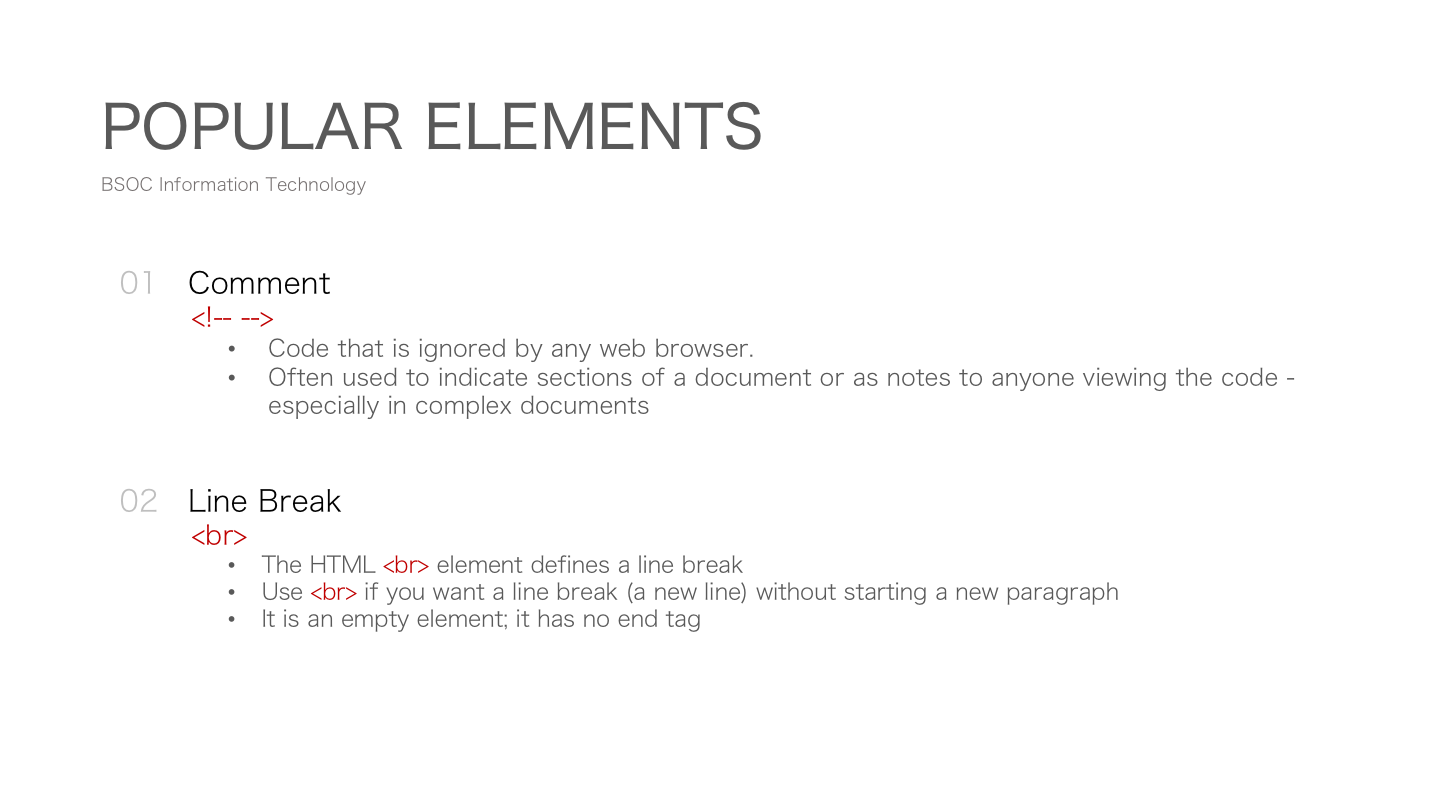 POPULAR ELEMENTS
BSOC Information Technology
01 Comment
<!-- -->
• Code that is ignored by any web browser.
• Often used to indicate sections of a document or as notes to anyone viewing the code -
especially in complex documents
02 Line Break
<br>
• The HTML <br> element defines a line break
• Use <br> if you want a line break (a new line) without starting a new paragraph
• It is an empty element; it has no end tag